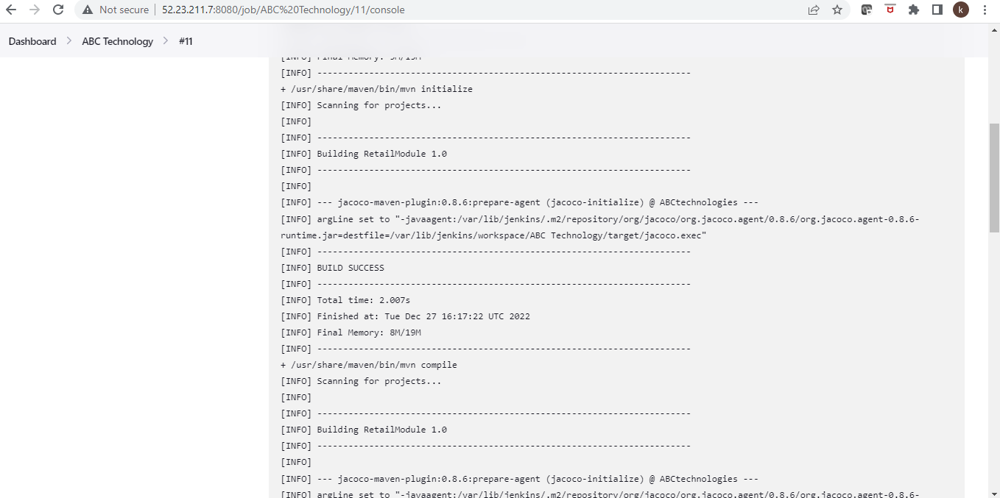 Not secure | 52.23.211.7:8080/job/ABC%20Technology/11/console
k
Dashboard > ABC Technology > #11
[INFO] Final Memory: 9M/19M
[INFO] ------------------------------------------------------------------------
+ /usr/share/maven/bin/mvn initialize
[INFO] Scanning for projects...
[INFO]
[INFO] ------------------------------------------------------------------------
[INFO] Building RetailModule 1.0
[INFO] ------------------------------------------------------------------------
[INFO]
[INFO] --- jacoco-maven-plugin:0.8.6:prepare-agent (jacoco-initialize) @ ABCtechnologies ---
[INFO] argLine set to "-javaagent:/var/lib/jenkins/.m2/repository/org/jacoco/org.jacoco.agent/0.8.6/org.jacoco.agent-0.8.6-
runtime.jar=destfile=/var/lib/jenkins/workspace/ABC Technology/target/jacoco.exec"
[INFO] ------------------------------------------------------------------------
[INFO] BUILD SUCCESS
[INFO] ------------------------------------------------------------------------
[INFO] Total time: 2.007s
[INFO] Finished at: Tue Dec 27 16:17:22 UTC 2022
[INFO] Final Memory: 8M/19M
[INFO] ------------------------------------------------------------------------
+ /usr/share/maven/bin/mvn compile
[INFO] Scanning for projects...
[INFO]
[INFO] ------------------------------------------------------------------------
[INFO] Building RetailModule 1.0
[INFO] ------------------------------------------------------------------------
[INFO]
[INFO] --- jacoco-maven-plugin:0.8.6:prepare-agent (jacoco-initialize) @ ABCtechnologies ---
[INFO] argLine set to "-javaagent:/var/lib/jenkins/.m2/repository/org/jacoco/org.jacoco.agent/0.8.6/org.jacoco.agent-0.8.6-